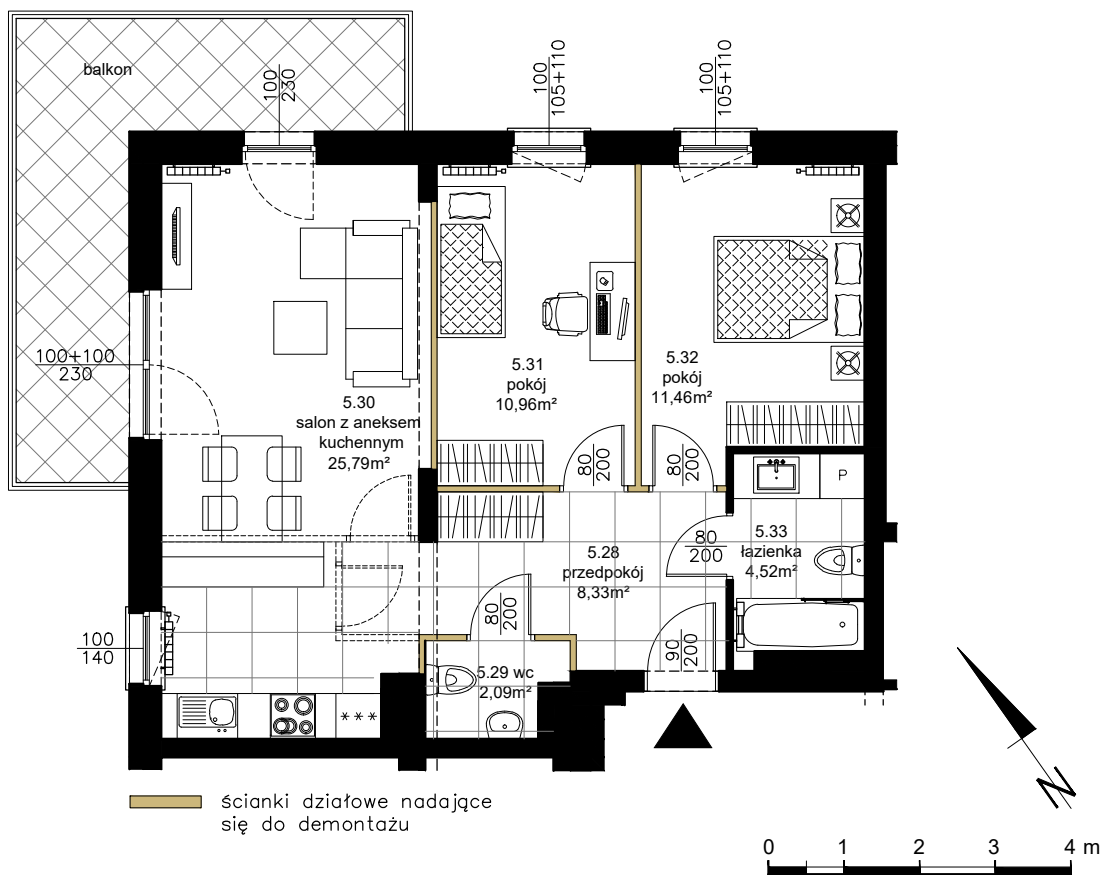 balkon
100
230
100
105+110
100
105+110
100+100
230
5.30
salon z aneksem
kuchennym
25,79m²
5.31
pokój
10,96m²
5.32
pokój
11,46m²
80
200
80
200
P
80
200
5.33
łazienka
4,52m²
5.28
przedpokój
8,33m²
80
200
90
200
100
140
5.29 wc
2,09m²
***
ścianki działowe nadające
się do demontażu
N
0 1 2 3 4 m